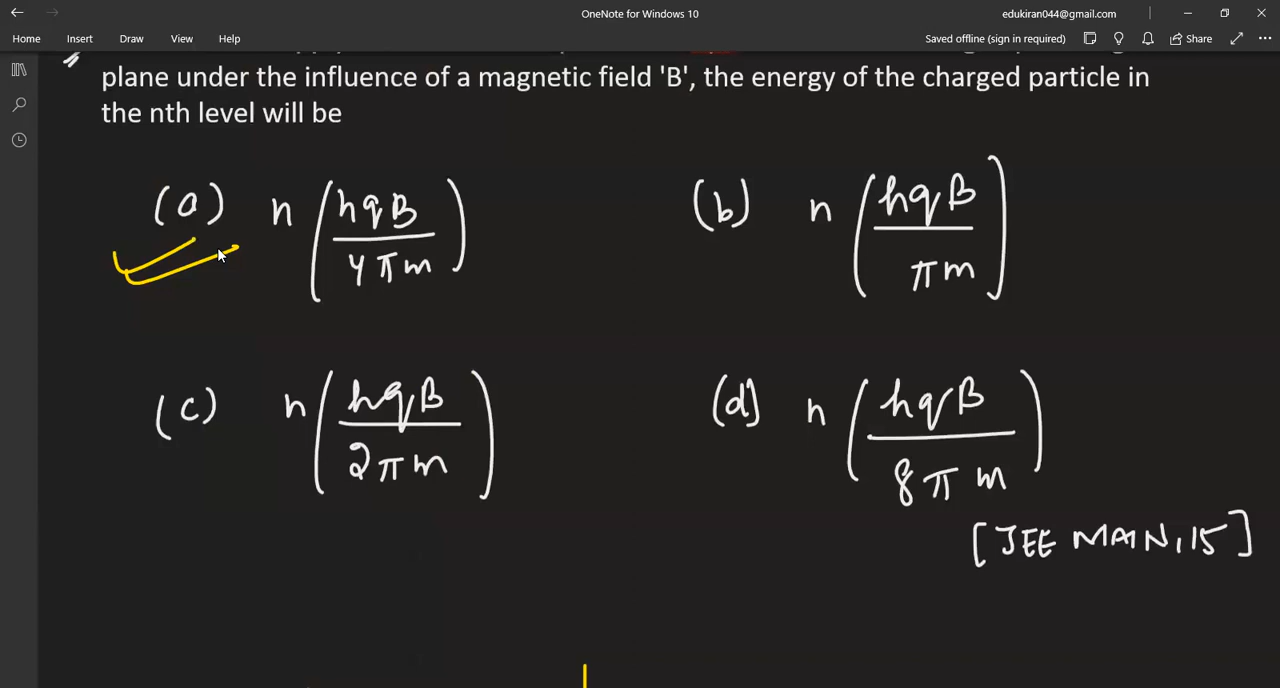 OneNote for Windows 10
edukiran044@gmail.com
Home Insert Draw View Help
Saved offline (sign in required) Share
plane under the influence of a magnetic field 'B', the energy of the charged particle in
the nth level will be
(a) n (hqB / 4πm)
(b) n (hqB / πm)
(c) n (hqB / 2πm)
(d) n (hqB / 8πm)
[JEE MAIN, 15]